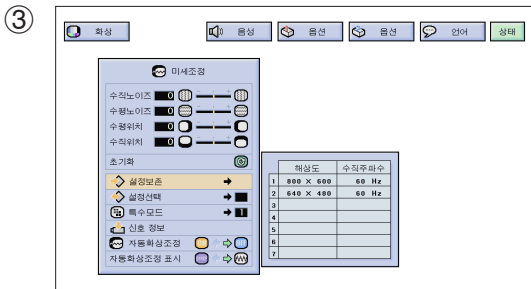 ③
화상 음성 옵션 옵션 언어 상태
미세조정
수직노이즈 0 - +
수평노이즈 0 - +
수평위치 0 - +
수직위치 0 - +
초기화
설정보존
설정선택
특수모드 1
신호 정보
자동화상조정
자동화상조정 표시
해상도 수직주파수
1 800 X 600 60 Hz
2 640 X 480 60 Hz
3
4
5
6
7